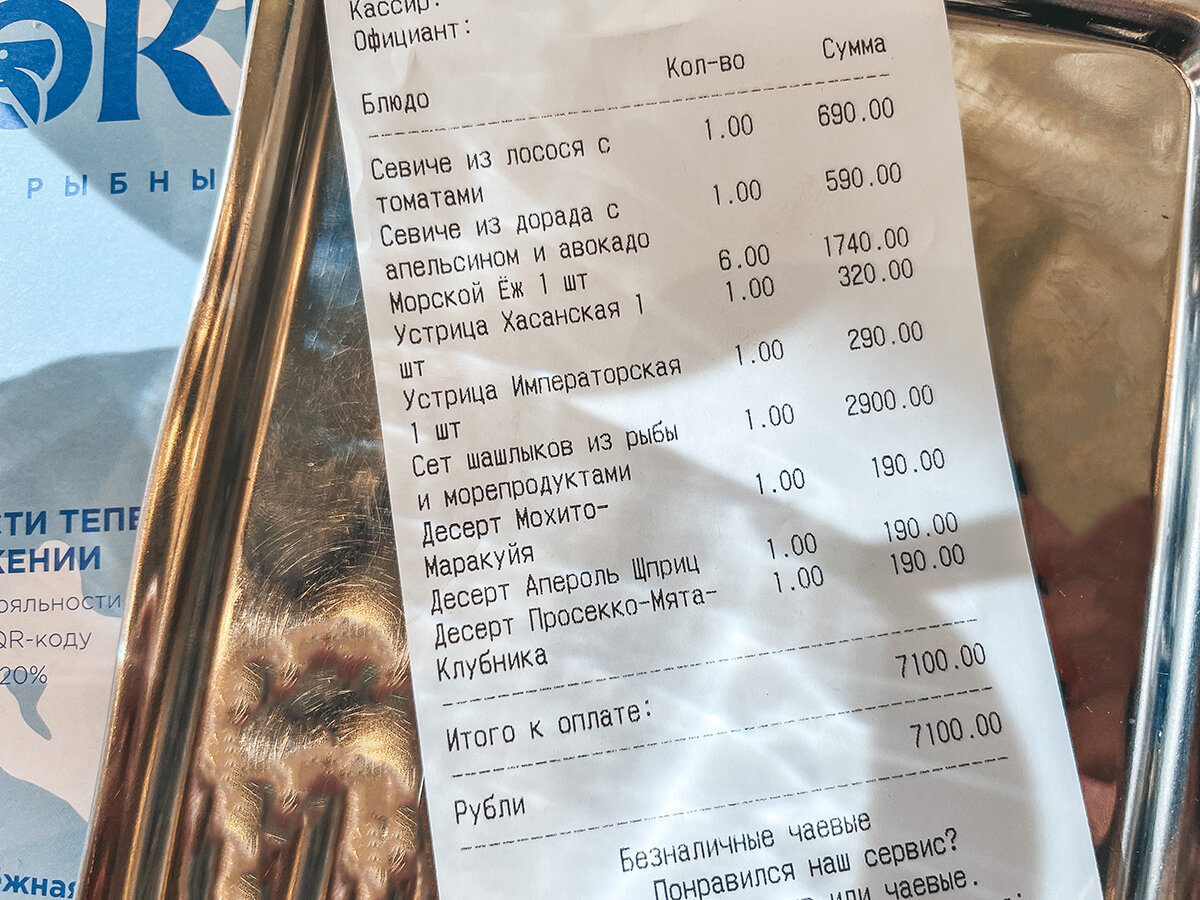 РЫБНЫ
СТИ ТЕПЕ
КЕНИИ
ОЯЛЬНОСТИ
QR-коду
20%
Кассир:
Официант:
Блюдо Кол-во Сумма
Севиче из лосося с 1.00 690.00
томатами
Севиче из дорада с 1.00 590.00
апельсином и авокадо
Морской Ёж 1 шт 6.00 1740.00
Устрица Хасанская 1 1.00 320.00
шт
Устрица Императорская 1.00 290.00
1 шт
Сет шашлыков из рыбы 1.00 2900.00
и морепродуктами
Десерт Мохито- 1.00 190.00
Маракуйя
Десерт Апероль Щприц 1.00 190.00
Десерт Просекко-Мята- 1.00 190.00
Клубника
Итого к оплате: 7100.00
Рубли 7100.00
Безналичные чаевые
Понравился наш сервис?
или чаевые.